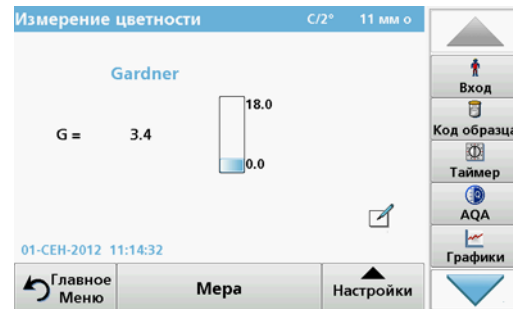 Измерение цветности C/2° 11 мм о
Gardner
18.0
G = 3.4
0.0
01-СЕН-2012 11:14:32
Главное
Меню
Мера
Настройки
Вход
Код образца
Таймер
AQA
Графики